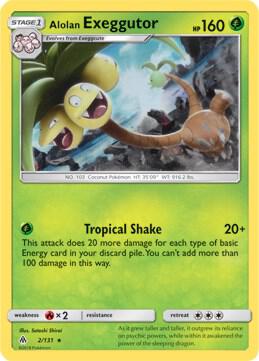 STAGE 1
Alolan Exeggutor
HP 160
Evolves from Exeggcute
NO. 103 Coconut Pokémon HT: 35'09" WT: 916.2 lbs.
Tropical Shake 20+
This attack does 20 more damage for each type of basic
Energy card in your discard pile. You can't add more than
100 damage in this way.
weakness ×2 resistance retreat
Illus. Satoshi Shirai
2/131 ★
©2018 Pokémon
As it grew taller and taller, it outgrew its reliance
on psychic powers, while within it awakened the
power of the sleeping dragon.